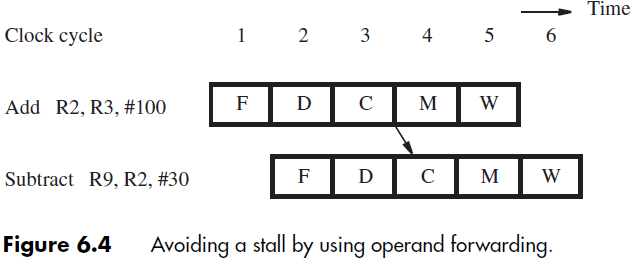 Time
Clock cycle 1 2 3 4 5 6
Add R2, R3, #100 F D C M W
Subtract R9, R2, #30 F D C M W
Figure 6.4 Avoiding a stall by using operand forwarding.